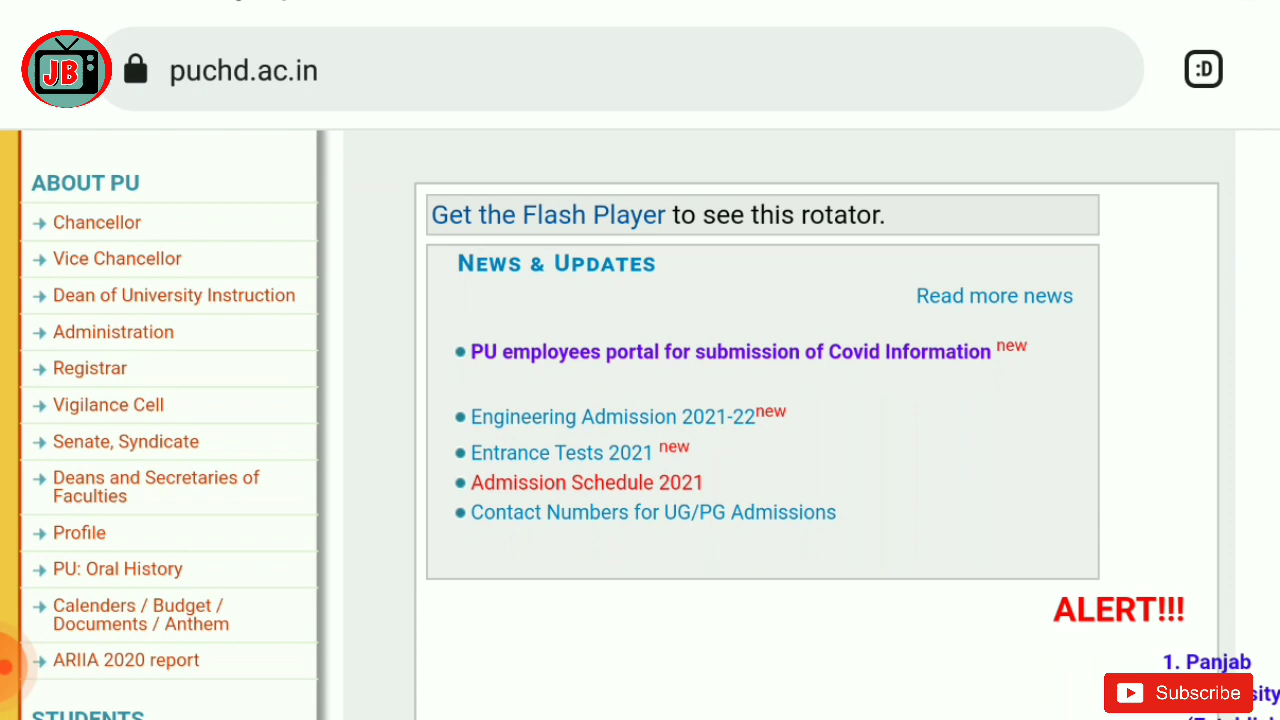 JB
puchd.ac.in
:D
ABOUT PU
Chancellor
Vice Chancellor
Dean of University Instruction
Administration
Registrar
Vigilance Cell
Senate, Syndicate
Deans and Secretaries of
Faculties
Profile
PU: Oral History
Calenders / Budget /
Documents / Anthem
ARIIA 2020 report
STUDENTS
Get the Flash Player to see this rotator.
NEWS & UPDATES
Read more news
PU employees portal for submission of Covid Information new
Engineering Admission 2021-22new
Entrance Tests 2021 new
Admission Schedule 2021
Contact Numbers for UG/PG Admissions
ALERT!!!
1. Panjab
Subscribe